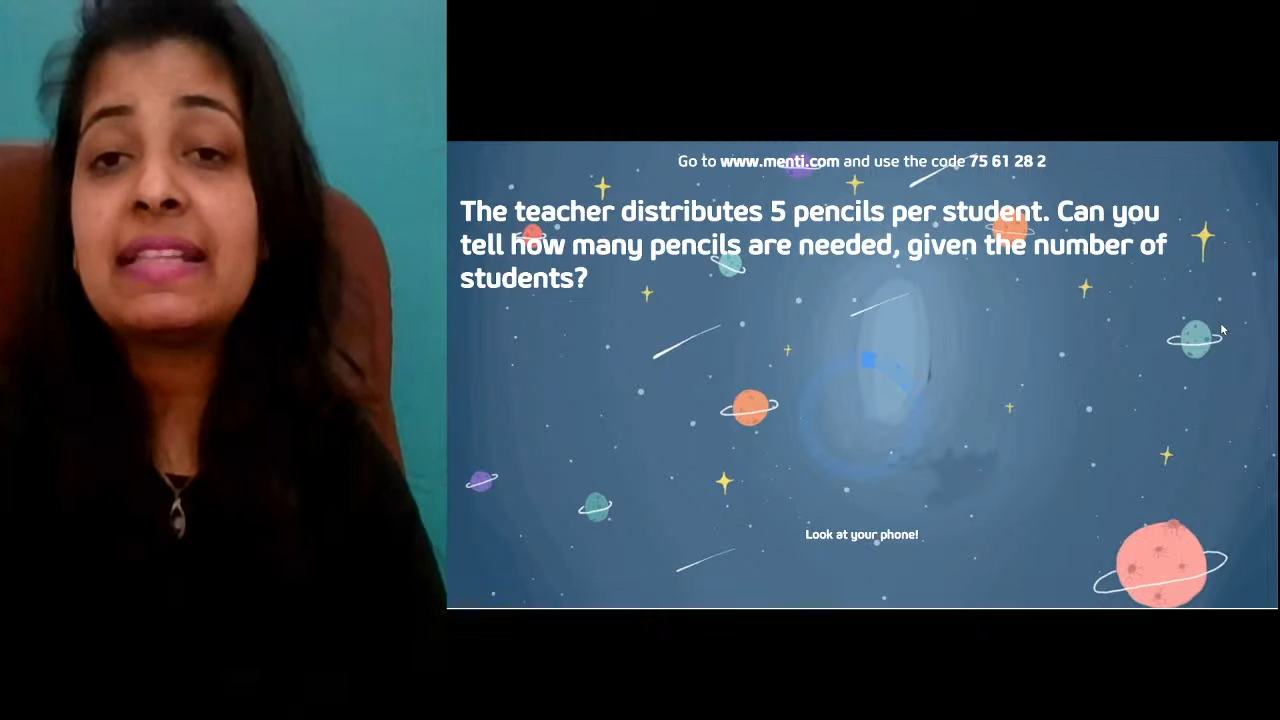 Go to www.menti.com and use the code 75 61 28 2
The teacher distributes 5 pencils per student. Can you
tell how many pencils are needed, given the number of
students?
Look at your phone!